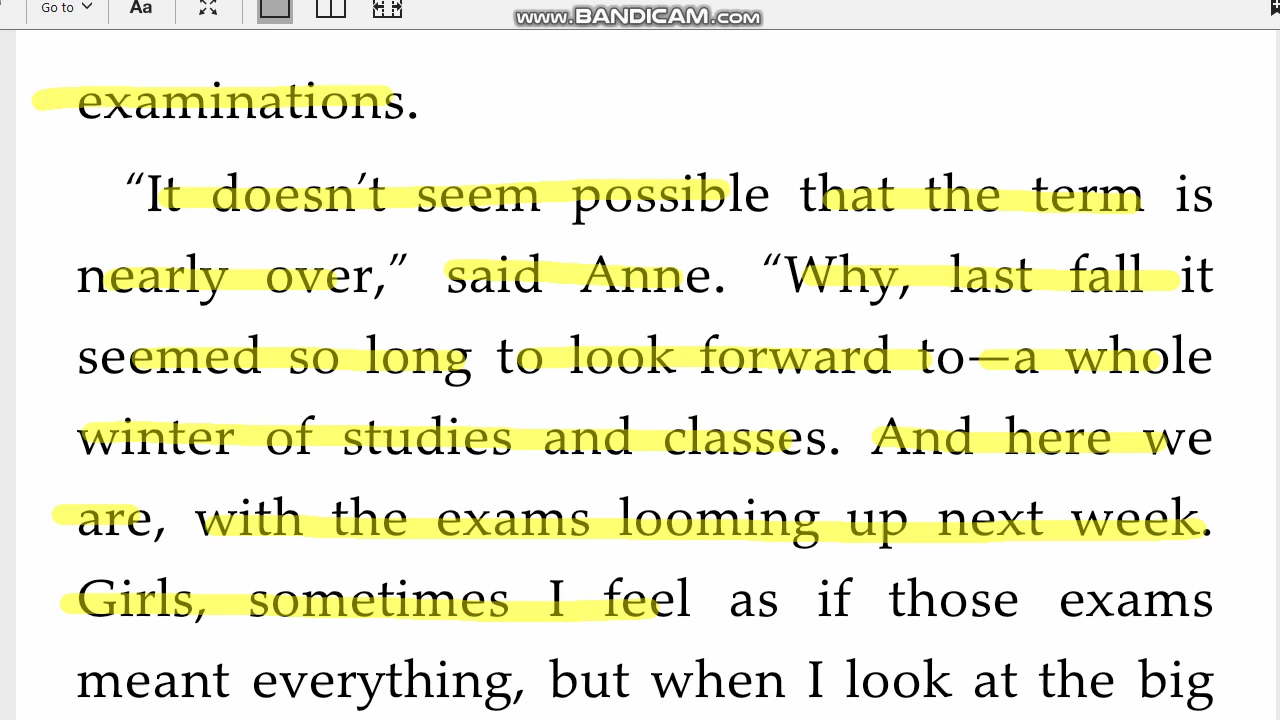 Go to Aa
www.BANDICAM.com
examinations.
“It doesn’t seem possible that the term is
nearly over,” said Anne. “Why, last fall it
seemed so long to look forward to—a whole
winter of studies and classes. And here we
are, with the exams looming up next week.
Girls, sometimes I feel as if those exams
meant everything, but when I look at the big